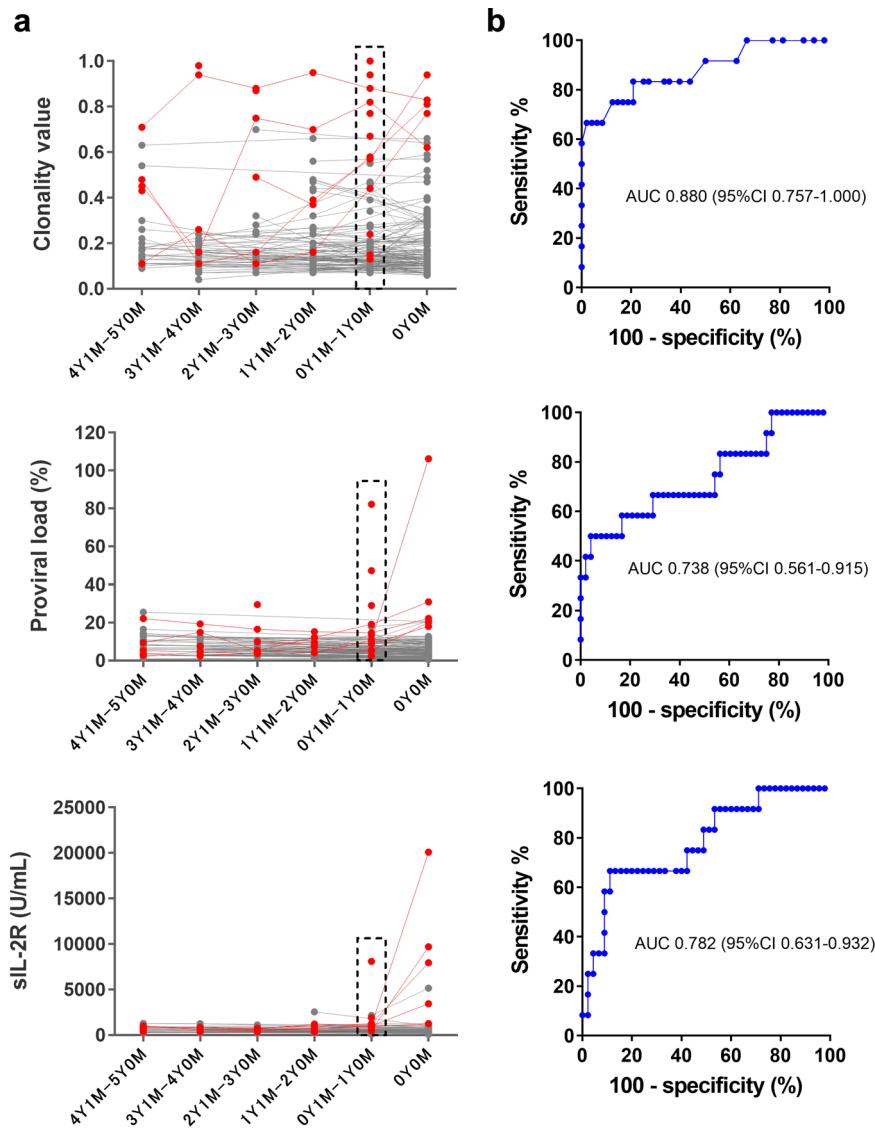 a
b
Clonality value
1.0
0.8
0.6
0.4
0.2
0.0
4Y1M−5Y0M
3Y1M−4Y0M
2Y1M−3Y0M
1Y1M−2Y0M
0Y1M−1Y0M
0Y0M
Sensitivity %
100
80
60
40
20
0
AUC 0.880 (95%CI 0.757-1.000)
0 20 40 60 80 100
100 - specificity (%)
Proviral load (%)
120
100
80
60
40
20
0
4Y1M−5Y0M
3Y1M−4Y0M
2Y1M−3Y0M
1Y1M−2Y0M
0Y1M−1Y0M
0Y0M
Sensitivity %
100
80
60
40
20
0
AUC 0.738 (95%CI 0.561-0.915)
0 20 40 60 80 100
100 - specificity (%)
sIL-2R (U/mL)
25000
20000
15000
10000
5000
0
4Y1M−5Y0M
3Y1M−4Y0M
2Y1M−3Y0M
1Y1M−2Y0M
0Y1M−1Y0M
0Y0M
Sensitivity %
100
80
60
40
20
0
AUC 0.782 (95%CI 0.631-0.932)
0 20 40 60 80 100
100 - specificity (%)